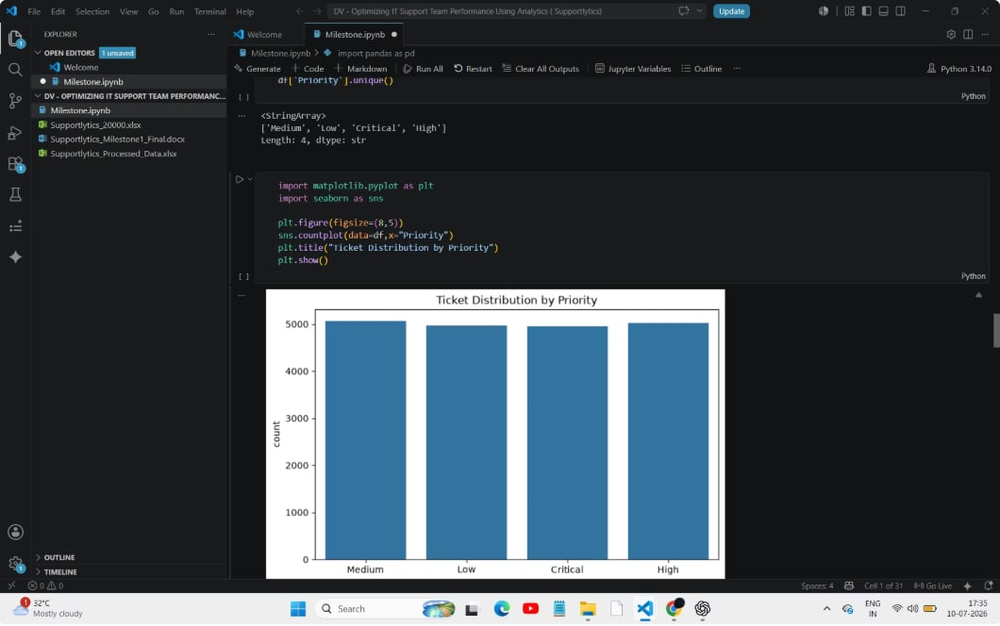 File Edit Selection View Go Run Terminal Help
DV - Optimizing IT Support Team Performance Using Analytics ( Supportlytics)
Update
EXPLORER
OPEN EDITORS 1 unsaved
Welcome
Milestone.ipynb
DV - OPTIMIZING IT SUPPORT TEAM PERFORMANC...
Milestone.ipynb
Supportlytics_20000.xlsx
Supportlytics_Milestone1_Final.docx
Supportlytics_Processed_Data.xlsx
OUTLINE
TIMELINE
Welcome
Milestone.ipynb
Milestone.ipynb > import pandas as pd
Generate + Code + Markdown Run All Restart Clear All Outputs Jupyter Variables Outline ... Python 3.14.0
df['Priority'].unique()
[ ] Python
<StringArray>
['Medium', 'Low', 'Critical', 'High']
Length: 4, dtype: str
import matplotlib.pyplot as plt
import seaborn as sns
plt.figure(figsize=(8,5))
sns.countplot(data=df,x="Priority")
plt.title("Ticket Distribution by Priority")
plt.show()
[ ] Python
Ticket Distribution by Priority
5000
4000
3000
2000
1000
0
count
Medium Low Critical High
0 0 Spaces: 4 Cell 1 of 31 Go Live
1
32°C
Mostly cloudy
Search
ENG
IN
17:35
10-07-2026